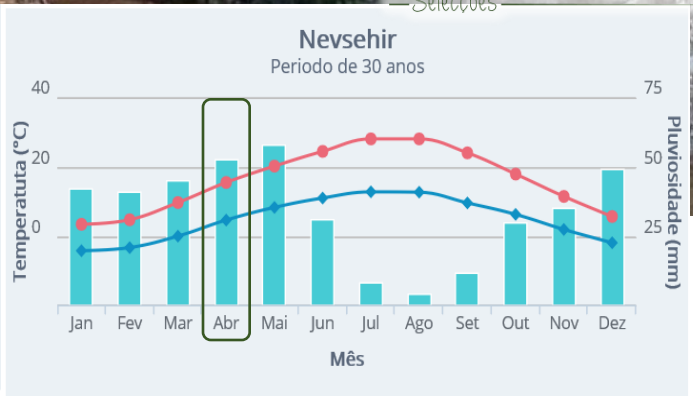 Selecções
Nevsehir
Periodo de 30 anos
40
75
20
50
0
25
Temperatuta (°C)
Pluviosidade (mm)
Jan Fev Mar Abr Mai Jun Jul Ago Set Out Nov Dez
Mês